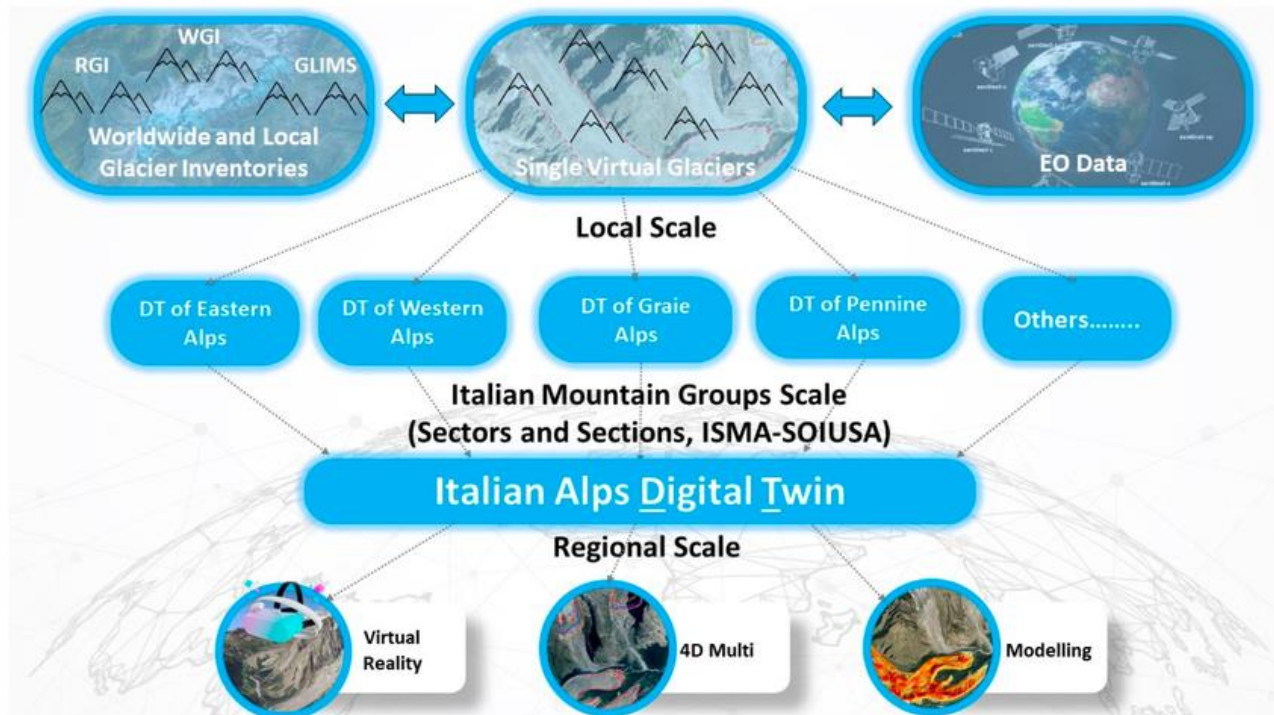 WGI
RGI
GLIMS
Worldwide and Local
Glacier Inventories
Single Virtual Glaciers
EO Data
Local Scale
DT of Eastern
Alps
DT of Western
Alps
DT of Graie
Alps
DT of Pennine
Alps
Others........
Italian Mountain Groups Scale
(Sectors and Sections, ISMA-SOIUSA)
Italian Alps Digital Twin
Regional Scale
Virtual
Reality
4D Multi
Modelling